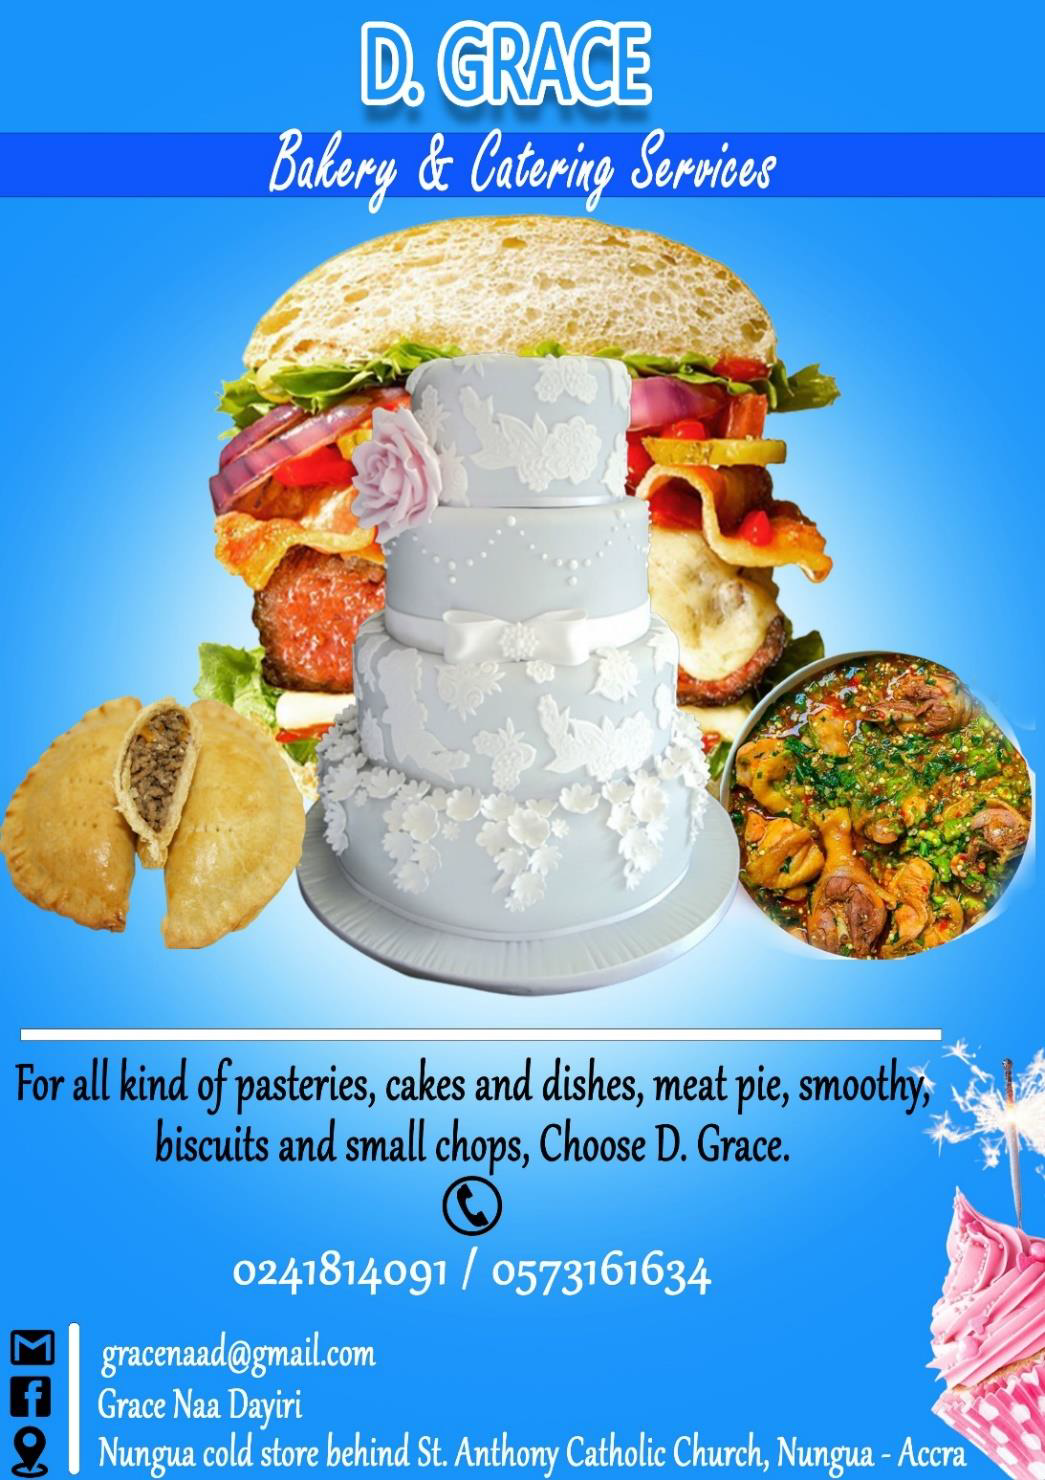 D. GRACE
Bakery & Catering Services
For all kind of pasteries, cakes and dishes, meat pie, smoothy,
biscuits and small chops, Choose D. Grace.
0241814091 / 0573161634
gracenaad@gmail.com
Grace Naa Dayiri
Nungua cold store behind St. Anthony Catholic Church, Nungua - Accra